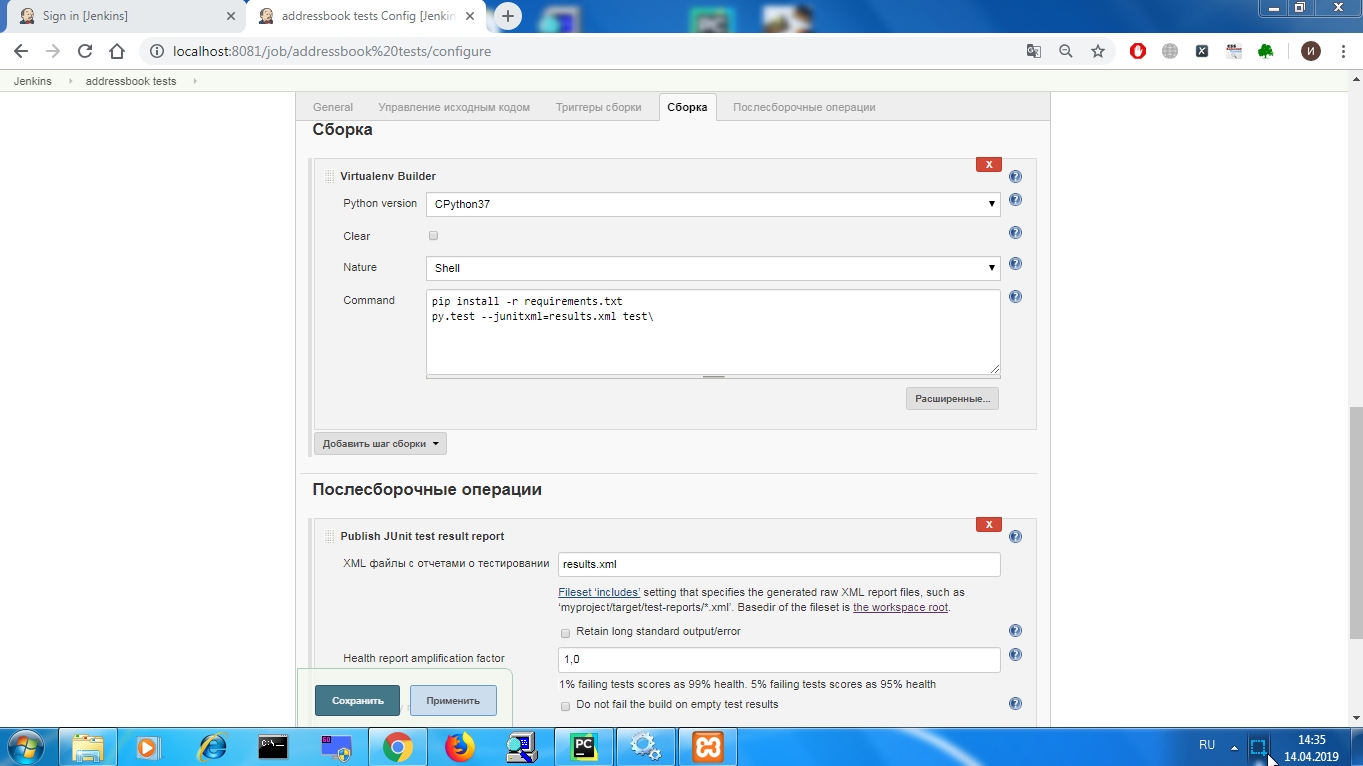 Sign in [Jenkins]
addressbook tests Config [Jenkin
localhost:8081/job/addressbook%20tests/configure
И
Jenkins
addressbook tests
General
Управление исходным кодом
Триггеры сборки
Сборка
Послесборочные операции
Сборка
X
Virtualenv Builder
Python version
CPython37
Clear
Nature
Shell
Command
pip install -r requirements.txt
py.test --junitxml=results.xml test\
Расширенные...
Добавить шаг сборки
Послесборочные операции
X
Publish JUnit test result report
XML файлы с отчетами о тестировании
results.xml
Fileset ‘includes’ setting that specifies the generated raw XML report files, such as
‘myproject/target/test-reports/*.xml’. Basedir of the fileset is the workspace root.
Retain long standard output/error
Health report amplification factor
1,0
1% failing tests scores as 99% health. 5% failing tests scores as 95% health
Do not fail the build on empty test results
Сохранить
Применить
RU
14:35
14.04.2019